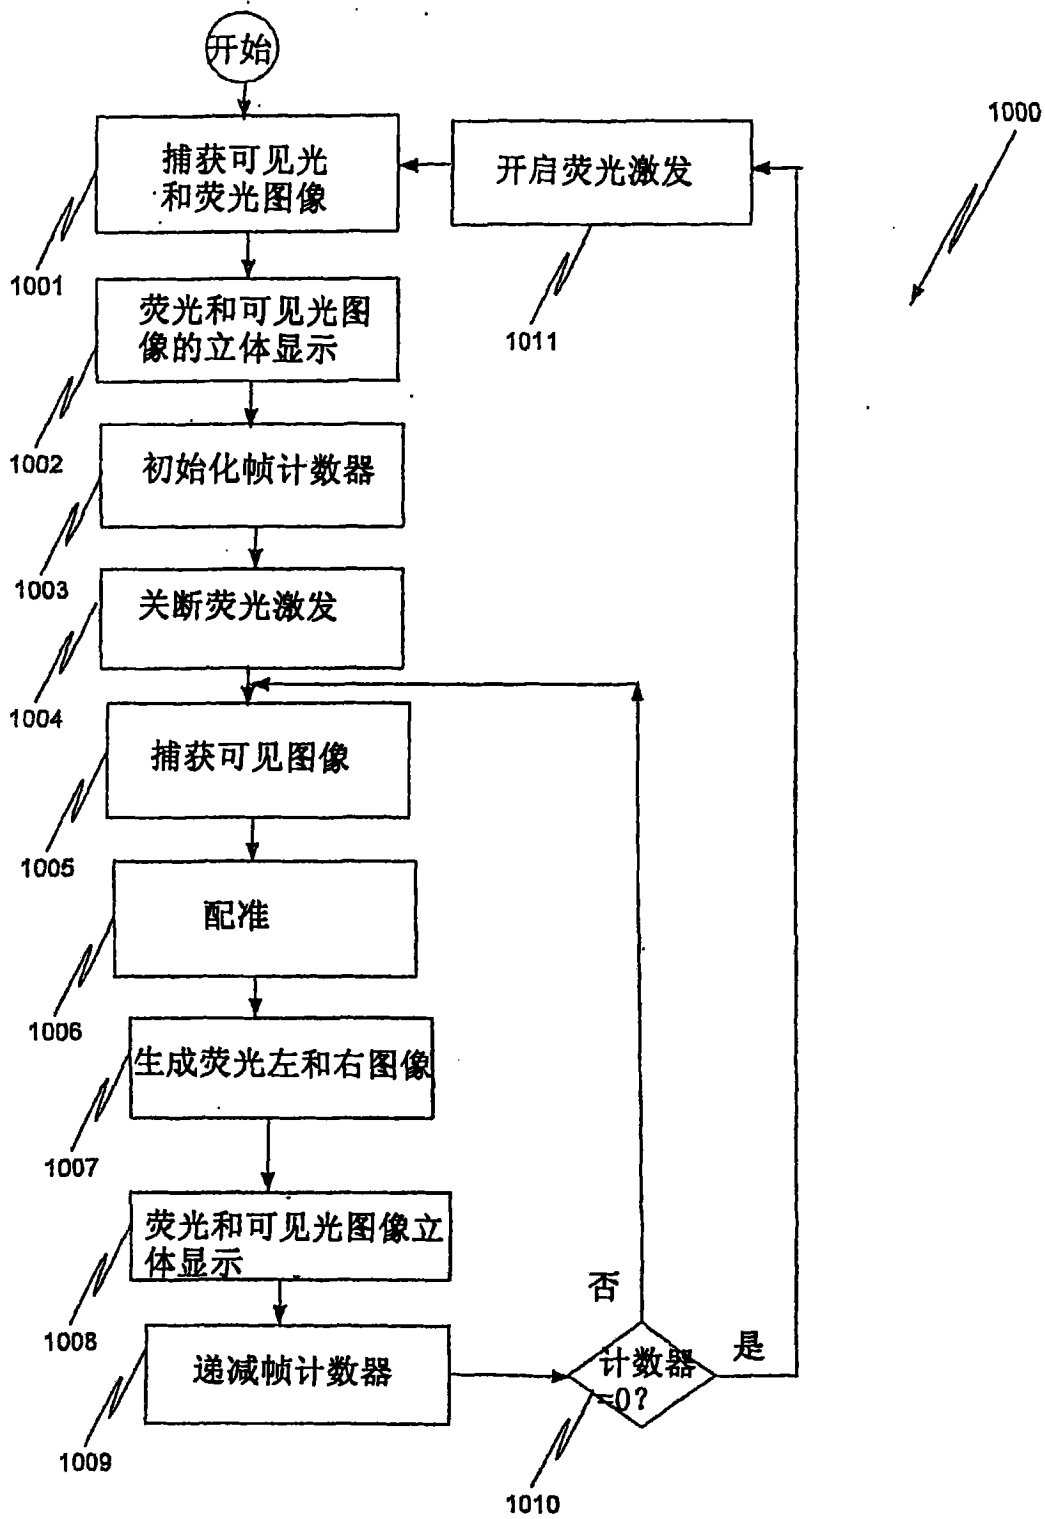 开始
1000
捕获可见光
和荧光图像
开启荧光激发
1001
1011
荧光和可见光图
像的立体显示
1002
初始化帧计数器
1003
关断荧光激发
1004
捕获可见图像
1005
配准
1006
生成荧光左和右图像
1007
荧光和可见光图像立
体显示
1008
否
是
递减帧计数器
计数器
=0?
1009
1010